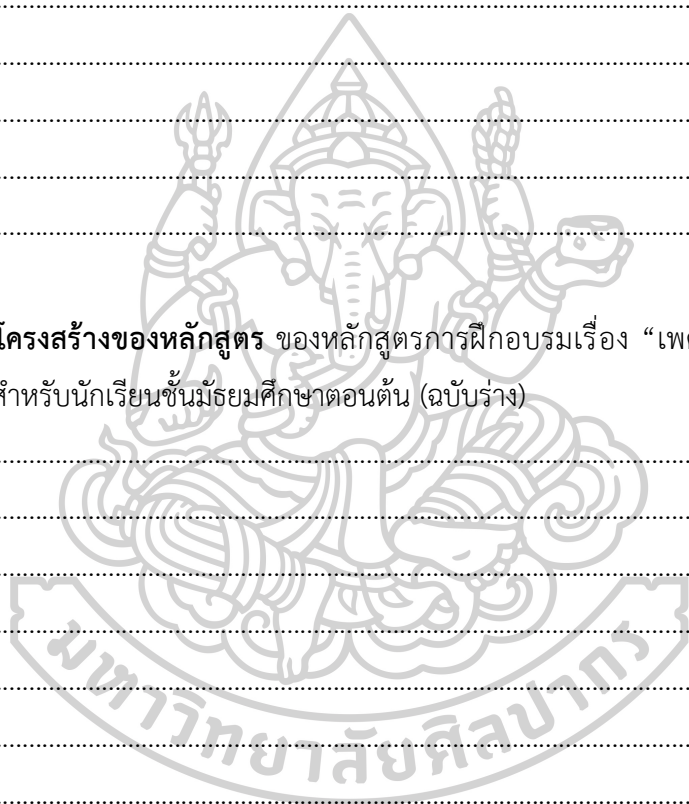 โครงสร้างของหลักสูตร ของหลักสูตรการฝึกอบรมเรื่อง “เพ
สำหรับนักเรียนชั้นมัธยมศึกษาตอนต้น (ฉบับร่าง)
มหาวิทยาลัยศิลปากร